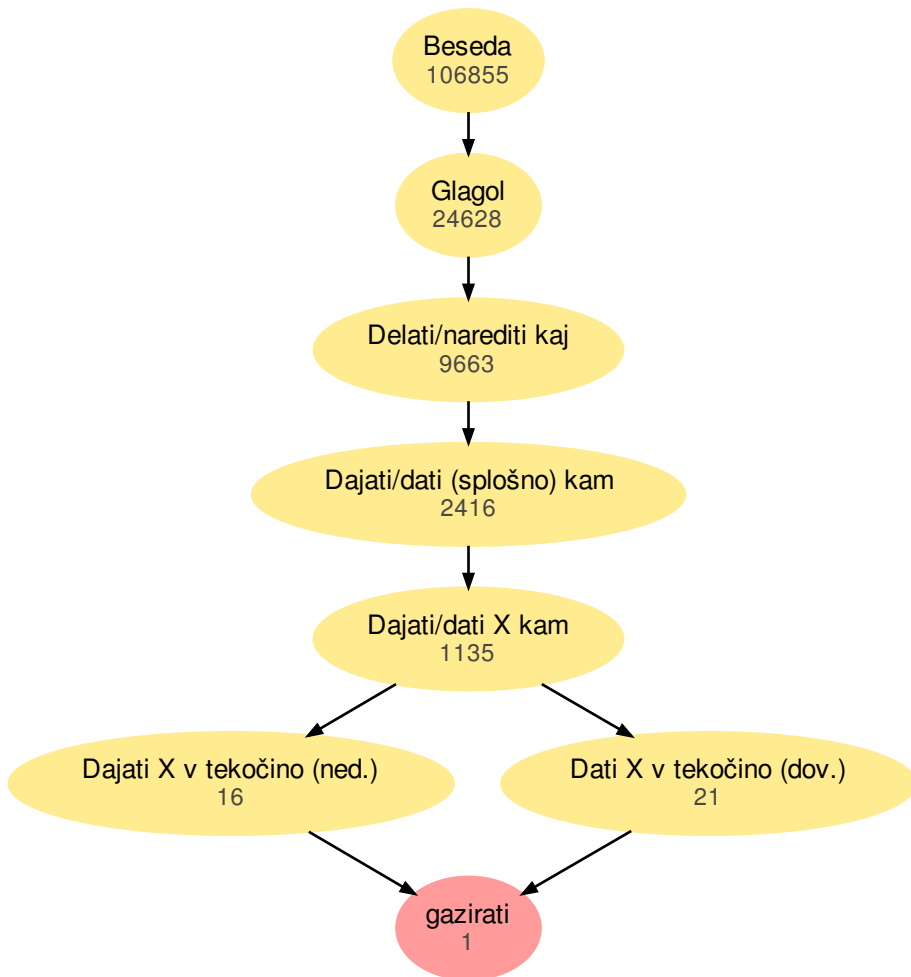 Beseda
106855
Glagol
24628
Delati/narediti kaj
9663
Dajati/dati (splošno) kam
2416
Dajati/dati X kam
1135
Dajati X v tekočino (ned.)
16
Dati X v tekočino (dov.)
21
gazirati
1